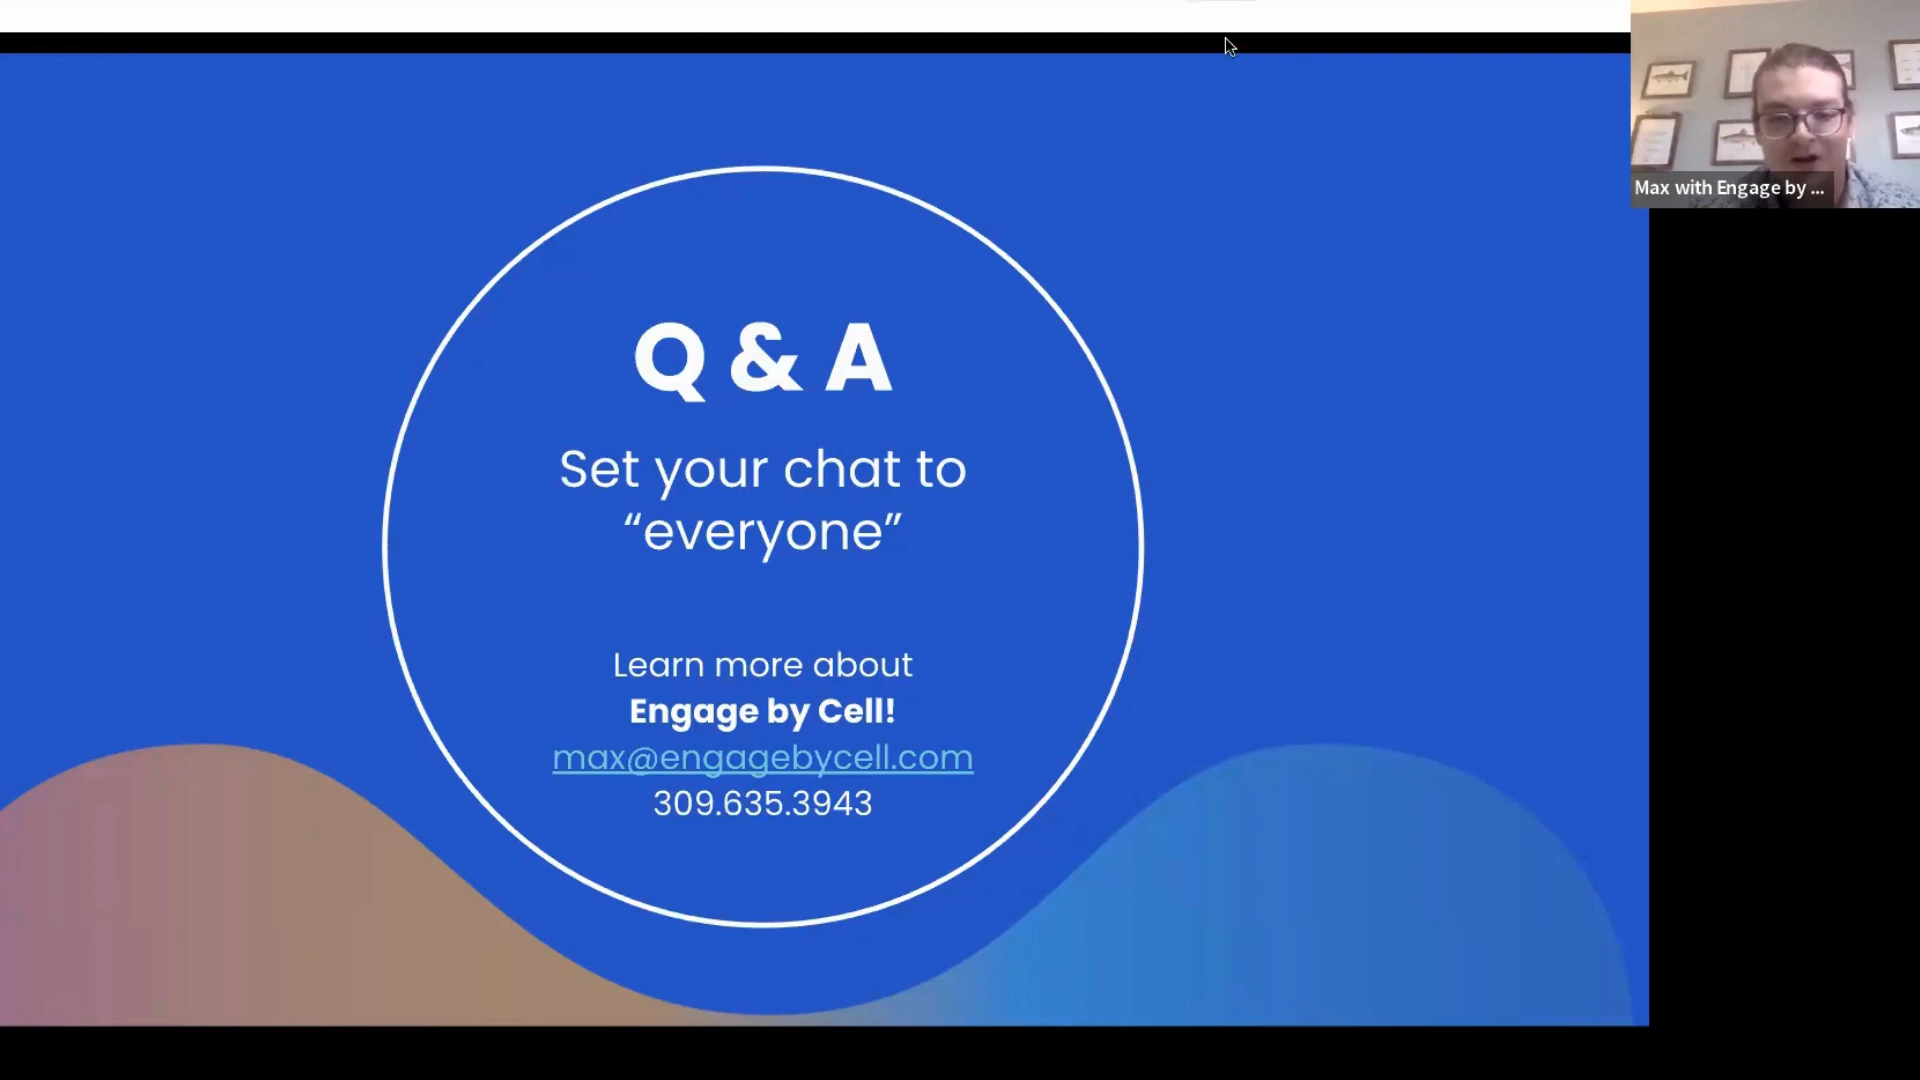 Max with Engage by ...
Q & A
Set your chat to
“everyone”
Learn more about
Engage by Cell!
max@engagebycell.com
309.635.3943